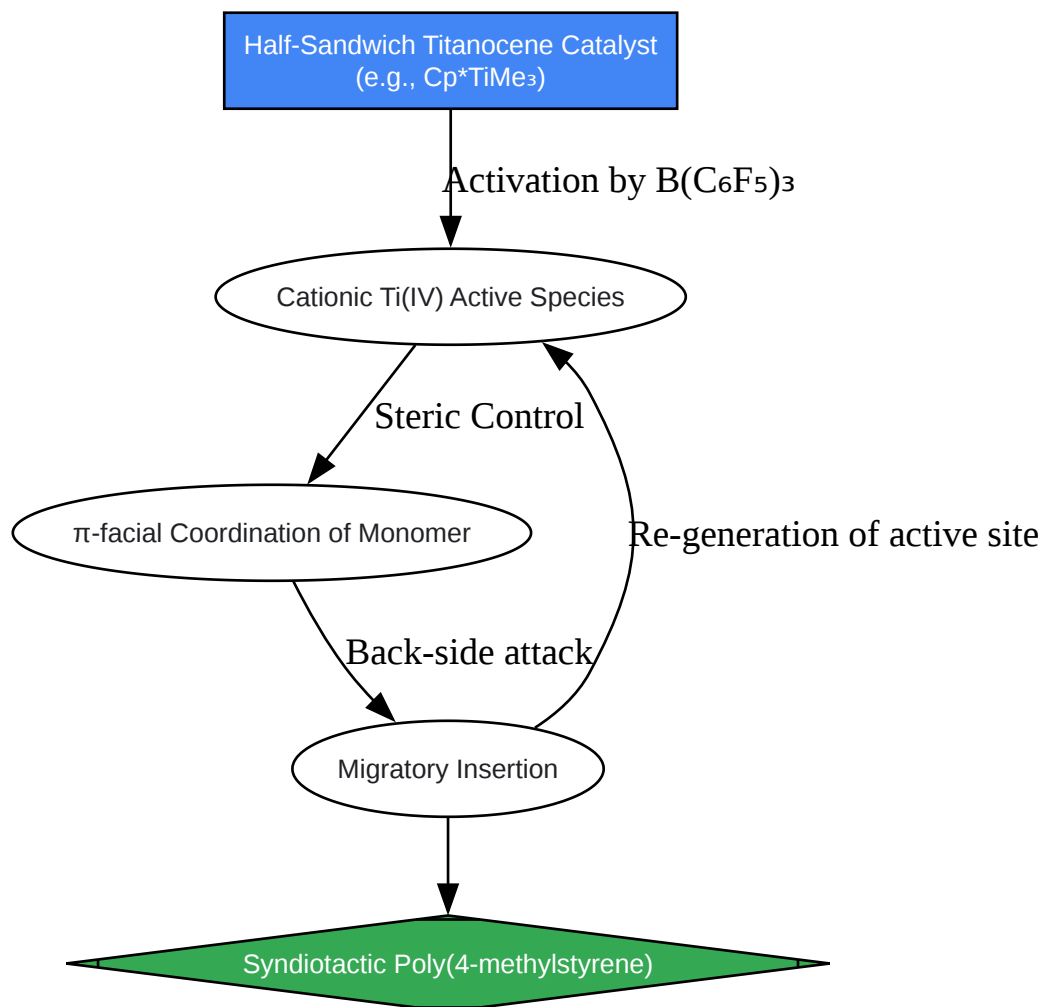 Half-Sandwich Titanocene Catalyst
(e.g., Cp*TiMe₃)
Activation by B(C₆F₅)₃
Cationic Ti(IV) Active Species
Steric Control
π-facial Coordination of Monomer
Re-generation of active site
Back-side attack
Migratory Insertion
Syndiotactic Poly(4-methylstyrene)